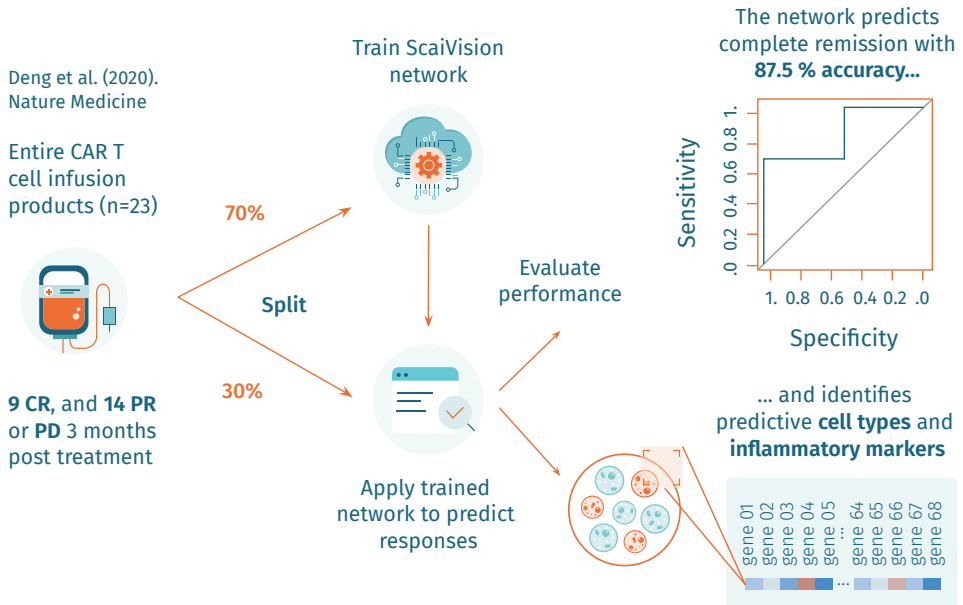 Deng et al. (2020).
Nature Medicine
Entire CAR T
cell infusion
products (n=23)
9 CR, and 14 PR
or PD 3 months
post treatment
70%
Split
30%
Train ScaiVision
network
Apply trained
network to predict
responses
Evaluate
performance
The network predicts
complete remission with
87.5 % accuracy...
Sensitivity
1.
0.8
0.6
0.4
0.2
.0
1. 0.8 0.6 0.4 0.2 .0
Specificity
... and identifies
predictive cell types and
inflammatory markers
gene 01
gene 02
gene 03
gene 04
gene 05
...
gene 64
gene 65
gene 66
gene 67
gene 68
...